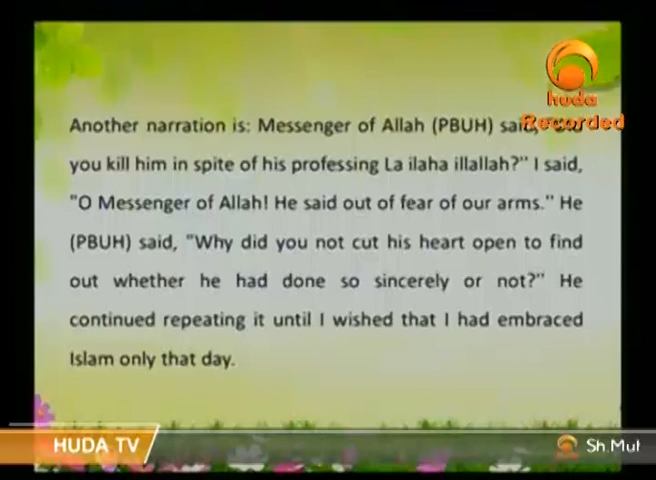 Another narration is: Messenger of Allah (PBUH) said,
you kill him in spite of his professing La ilaha illallah?" I said,
"O Messenger of Allah! He said out of fear of our arms." He
(PBUH) said, "Why did you not cut his heart open to find
out whether he had done so sincerely or not?" He
continued repeating it until I wished that I had embraced
Islam only that day.
huda
Recorded
HUDA TV
Sh.Mu